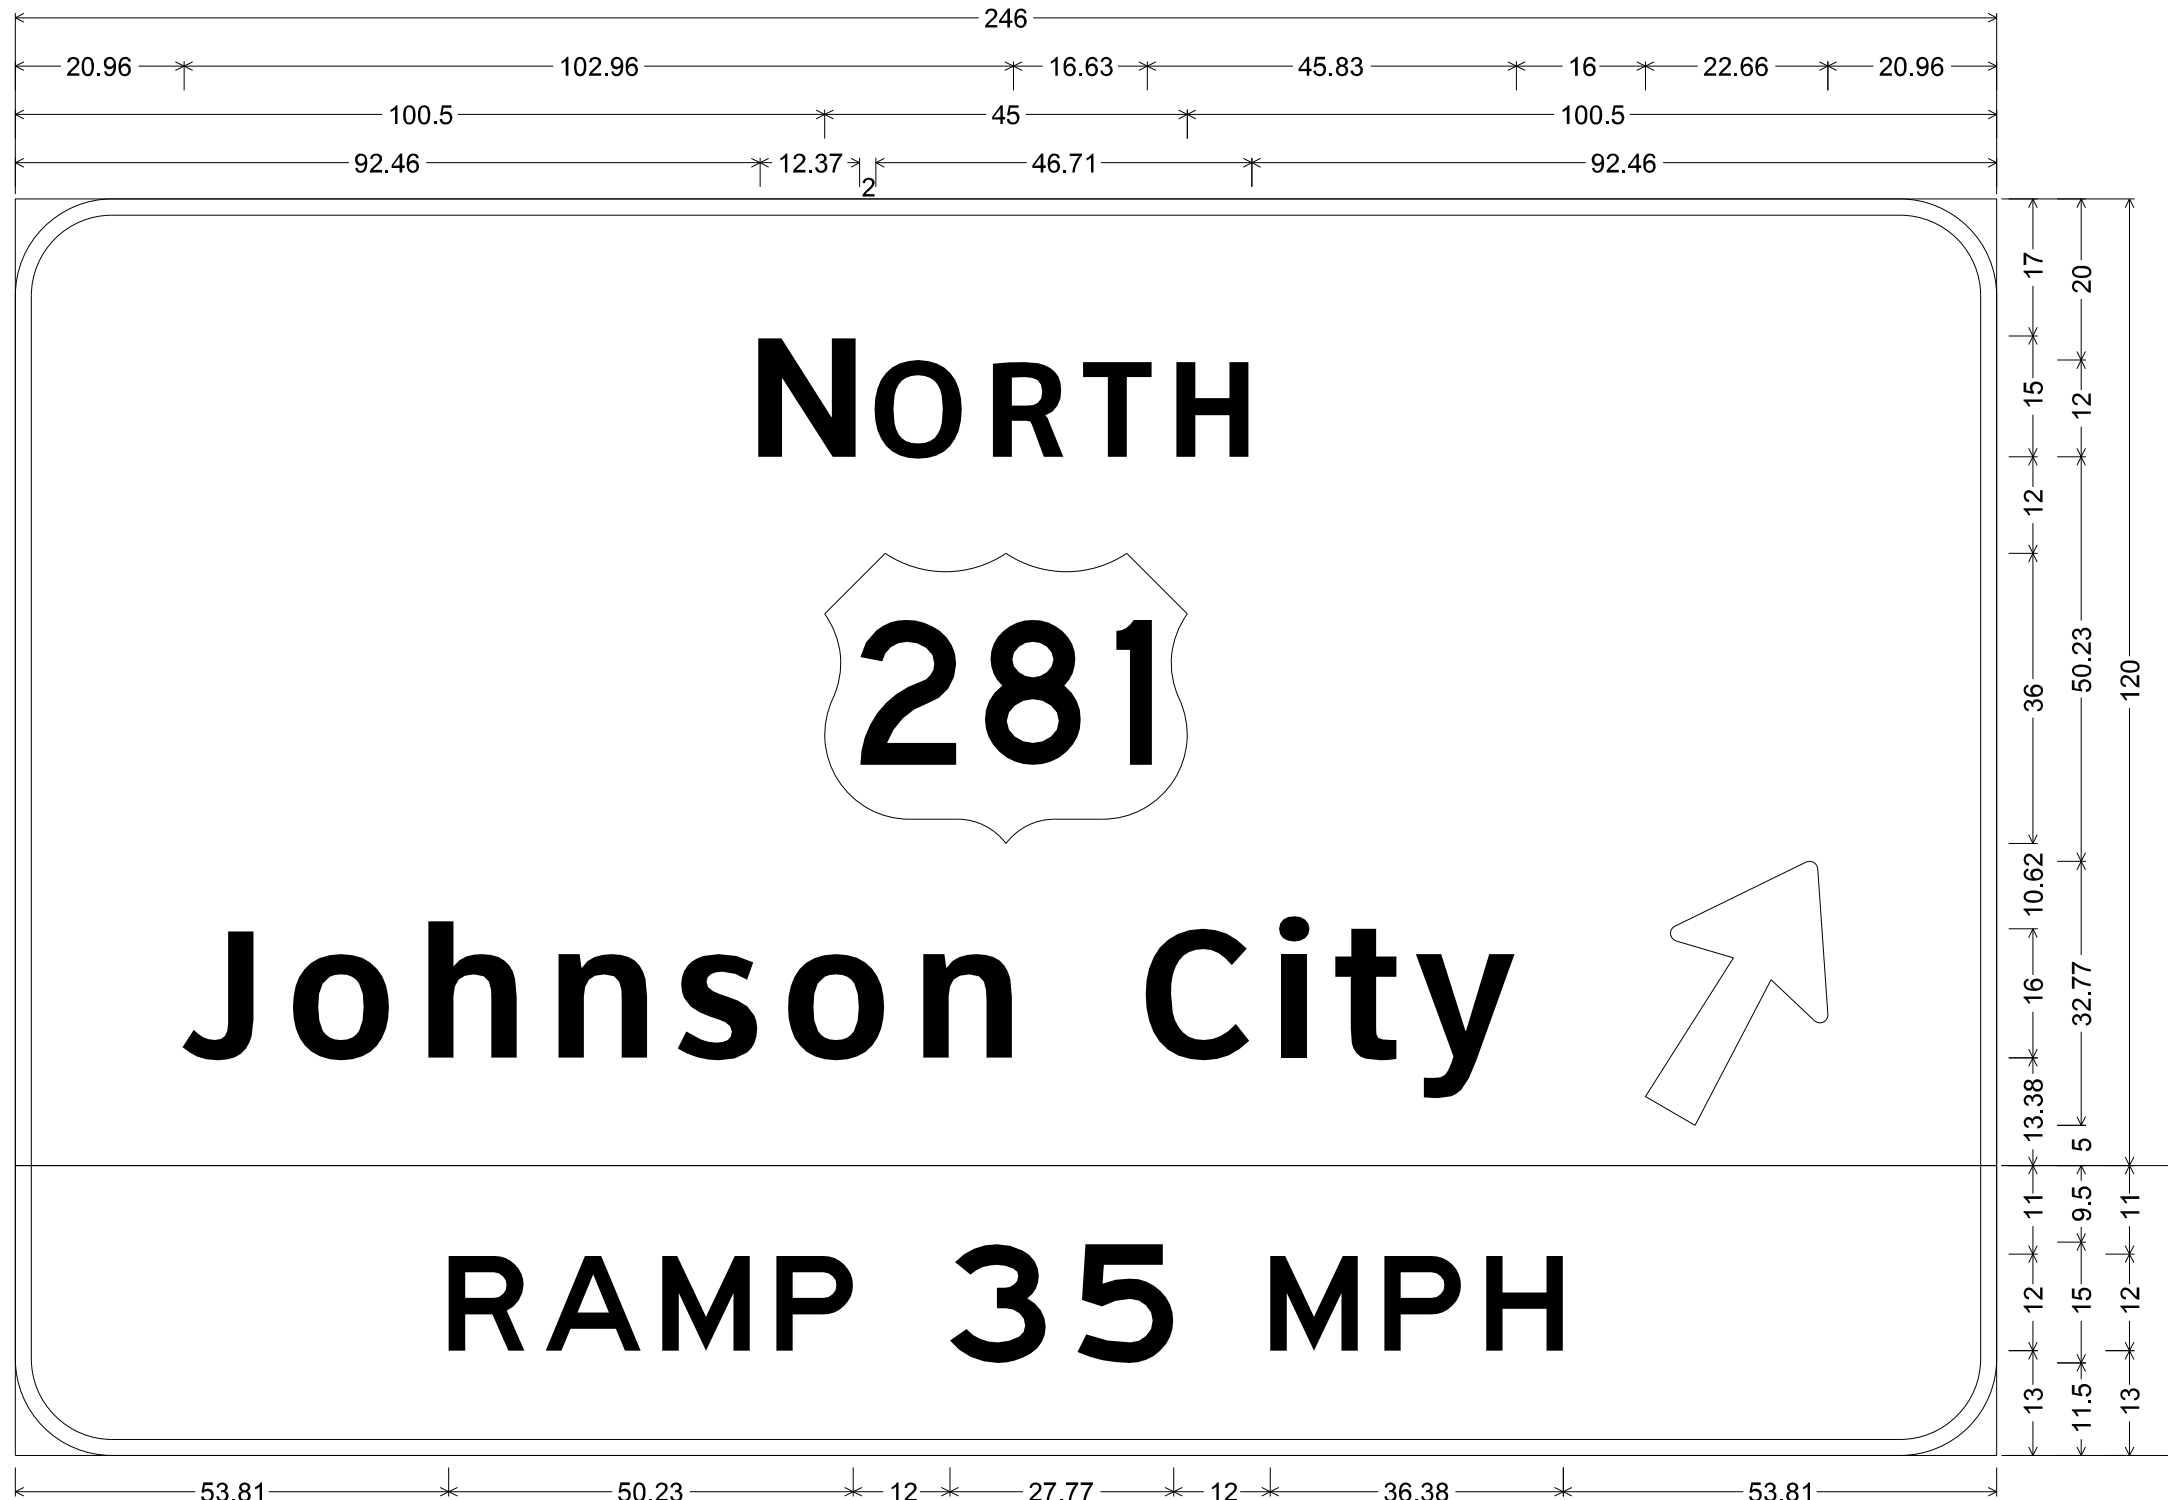 246
20.96 102.96 16.63 45.83 16 22.66 20.96
100.5 45 100.5
92.46 12.37 2 46.71 92.46
NORTH
281
Johnson City
RAMP 35 MPH
17 15 12 36 10.62 16 13.38 11 12 13
20 12 50.23 32.77 5 9.5 15 11.5
120 11 12 13
53.81 50.23 12 27.77 12 36.38 53.81